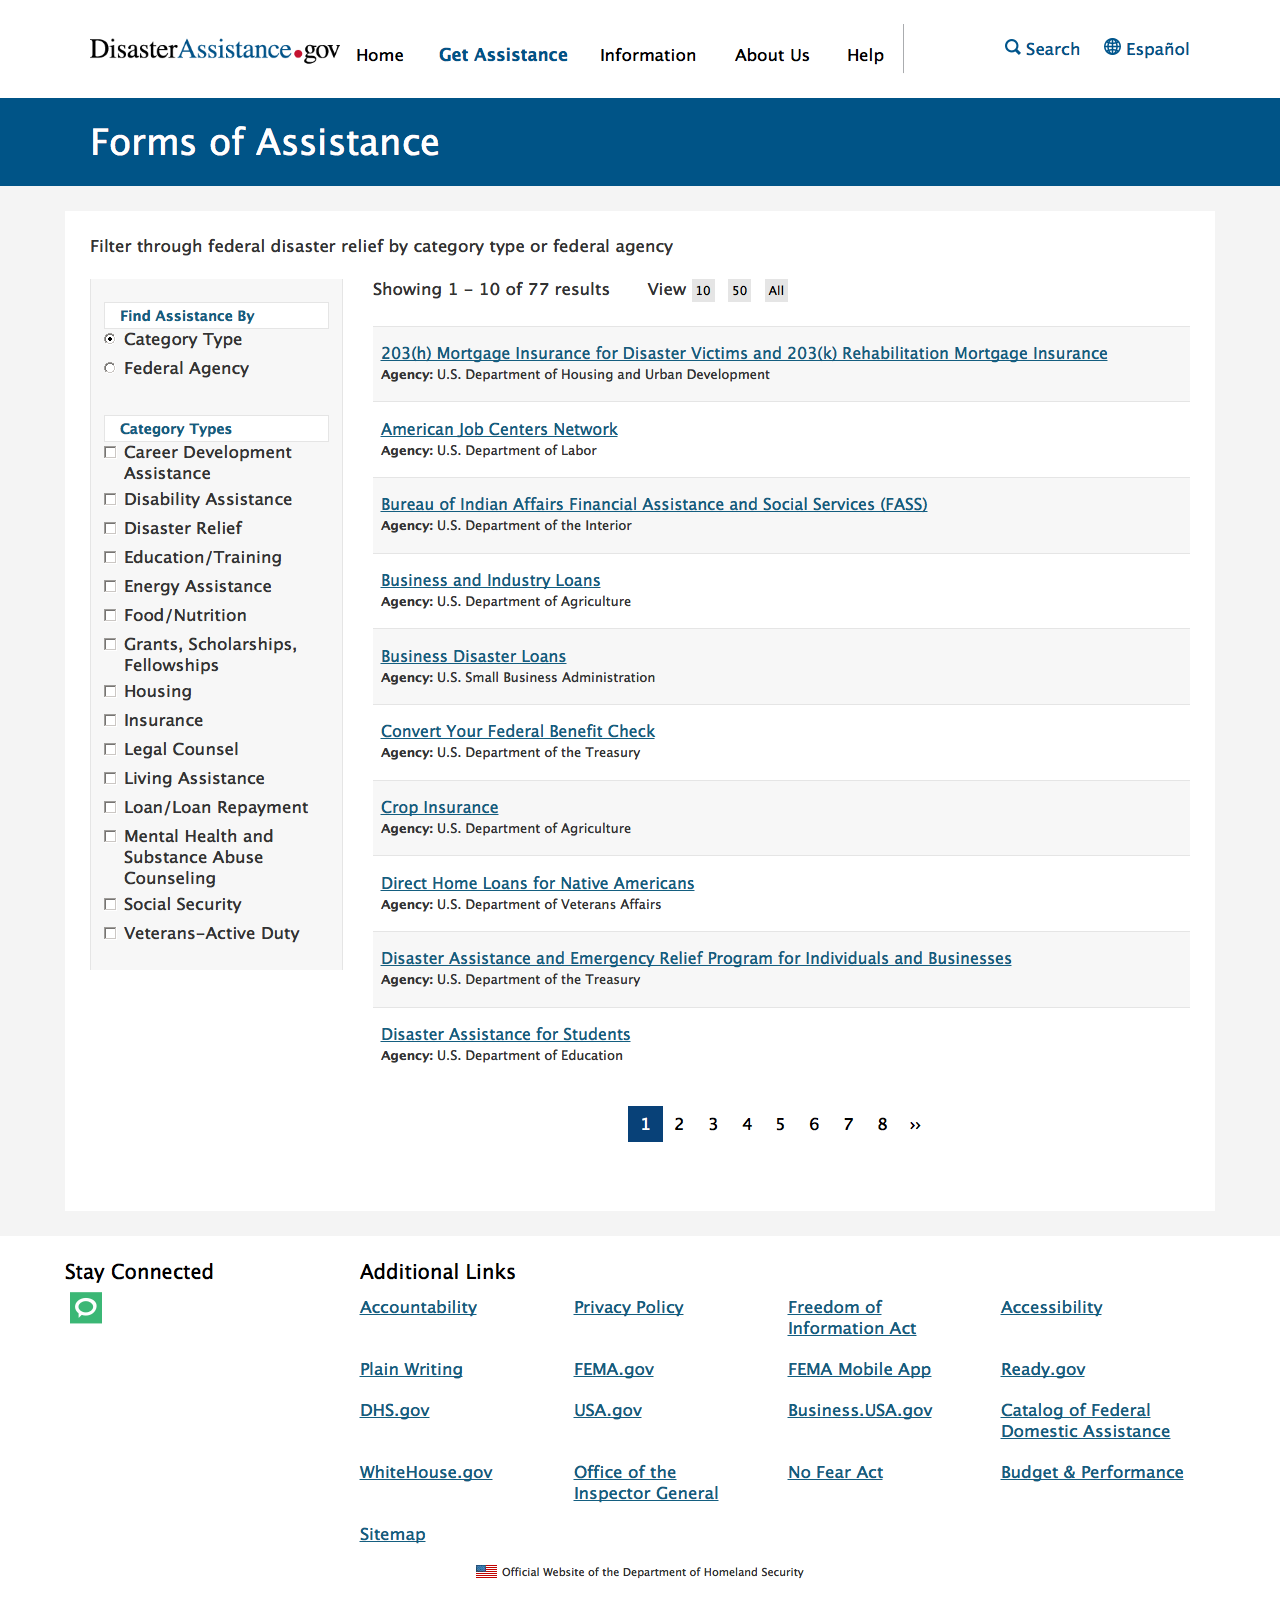 DisasterAssistance.gov
Home
Get Assistance
Information
About Us
Help
Search
Español
Forms of Assistance
Filter through federal disaster relief by category type or federal agency
Find Assistance By
Category Type
Federal Agency
Category Types
Career Development
Assistance
Disability Assistance
Disaster Relief
Education/Training
Energy Assistance
Food/Nutrition
Grants, Scholarships,
Fellowships
Housing
Insurance
Legal Counsel
Living Assistance
Loan/Loan Repayment
Mental Health and
Substance Abuse
Counseling
Social Security
Veterans-Active Duty
Showing 1 - 10 of 77 results View 10 50 All
203(h) Mortgage Insurance for Disaster Victims and 203(k) Rehabilitation Mortgage Insurance
Agency: U.S. Department of Housing and Urban Development
American Job Centers Network
Agency: U.S. Department of Labor
Bureau of Indian Affairs Financial Assistance and Social Services (FASS)
Agency: U.S. Department of the Interior
Business and Industry Loans
Agency: U.S. Department of Agriculture
Business Disaster Loans
Agency: U.S. Small Business Administration
Convert Your Federal Benefit Check
Agency: U.S. Department of the Treasury
Crop Insurance
Agency: U.S. Department of Agriculture
Direct Home Loans for Native Americans
Agency: U.S. Department of Veterans Affairs
Disaster Assistance and Emergency Relief Program for Individuals and Businesses
Agency: U.S. Department of the Treasury
Disaster Assistance for Students
Agency: U.S. Department of Education
1 2 3 4 5 6 7 8 ››
Stay Connected
Additional Links
Accountability
Privacy Policy
Freedom of
Information Act
Accessibility
Plain Writing
FEMA.gov
FEMA Mobile App
Ready.gov
DHS.gov
USA.gov
Business.USA.gov
Catalog of Federal
Domestic Assistance
WhiteHouse.gov
Office of the
Inspector General
No Fear Act
Budget & Performance
Sitemap
Official Website of the Department of Homeland Security